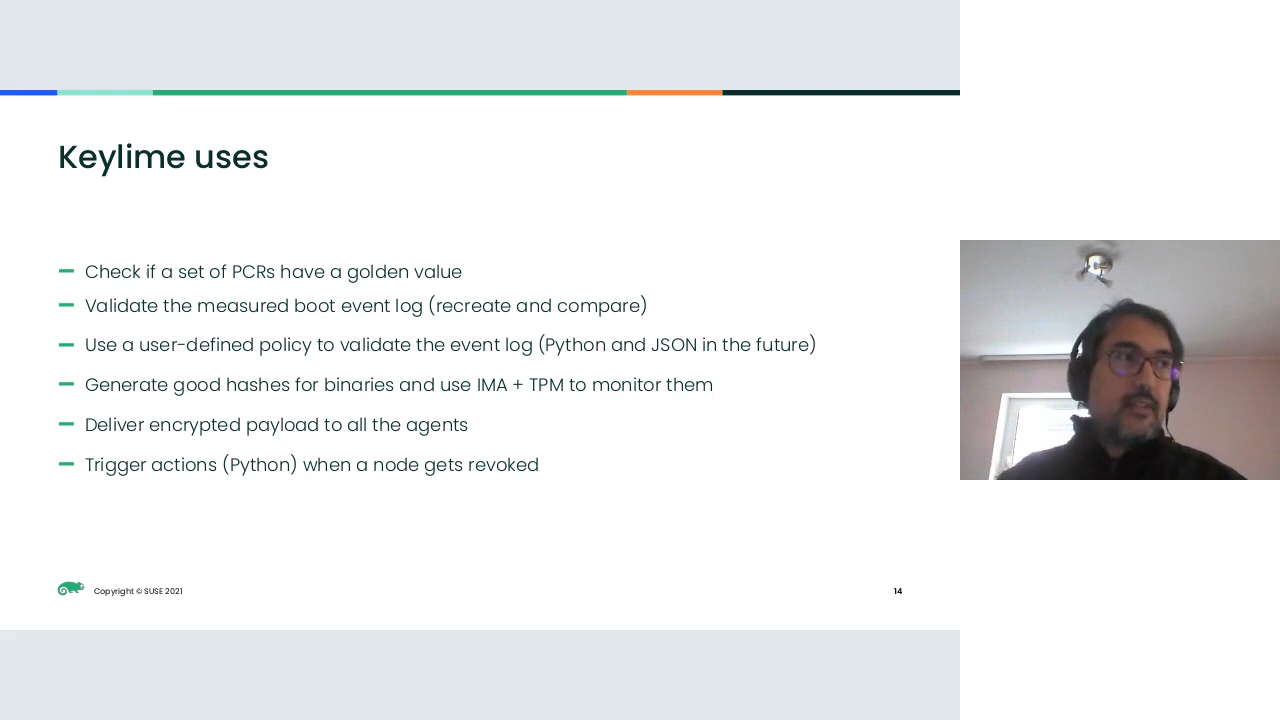 Keylime uses
Check if a set of PCRs have a golden value
Validate the measured boot event log (recreate and compare)
Use a user-defined policy to validate the event log (Python and JSON in the future)
Generate good hashes for binaries and use IMA + TPM to monitor them
Deliver encrypted payload to all the agents
Trigger actions (Python) when a node gets revoked
Copyright © SUSE 2021
14